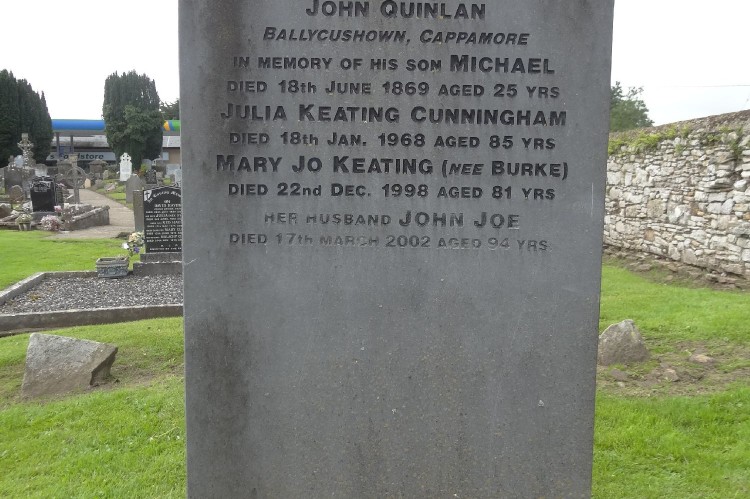 John Quinlan
Ballycushown, Cappamore
in memory of his son Michael
died 18th June 1869 aged 25 yrs
Julia Keating Cunningham
died 18th Jan. 1968 aged 85 yrs
Mary Jo Keating (nee Burke)
died 22nd Dec. 1998 aged 81 yrs
her husband John Joe
died 17th March 2002 aged 94 yrs